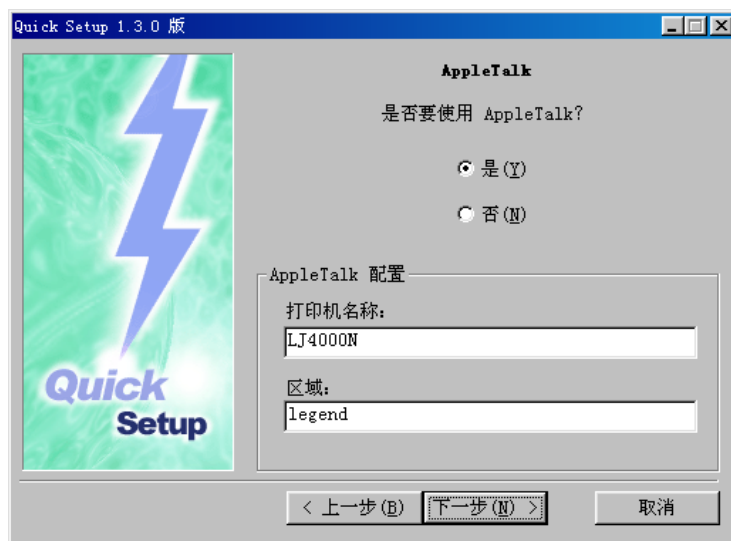 Quick Setup 1.3.0 版
AppleTalk
是否要使用 AppleTalk?
是(Y)
否(N)
AppleTalk 配置
打印机名称:
LJ4000N
区域:
legend
Quick
Setup
< 上一步(B)
下一步(N) >
取消